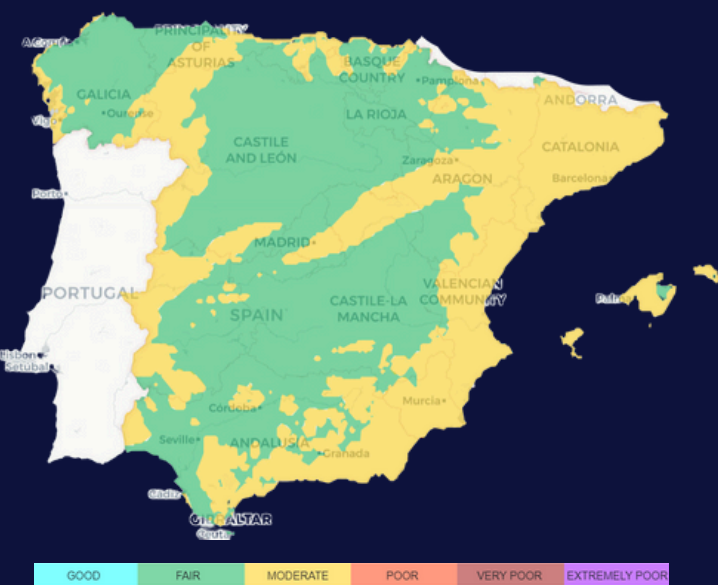 PRINCIPALITY
OF
ASTURIAS
A Coruña
BASQUE
COUNTRY
Pamplona
GALICIA
Ourense
Vigo
LA RIOJA
ANDORRA
CASTILE
AND LEÓN
CATALONIA
Zaragoza
ARAGON
Barcelona
Porto
MADRID
PORTUGAL
VALENCIAN
COMMUNITY
SPAIN
CASTILE-LA
MANCHA
Palma
Lisbon
Setubal
Córdoba
Murcia
Seville
ANDALUSIA
Granada
Cádiz
GIBRALTAR
Ceuta
GOOD
FAIR
MODERATE
POOR
VERY POOR
EXTREMELY POOR